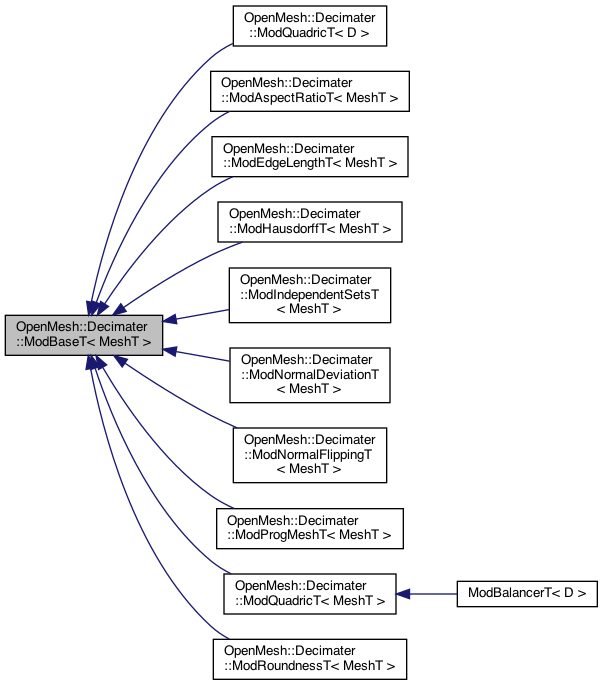 OpenMesh::Decimater
::ModQuadricT< D >
OpenMesh::Decimater
::ModAspectRatioT< MeshT >
OpenMesh::Decimater
::ModEdgeLengthT< MeshT >
OpenMesh::Decimater
::ModHausdorffT< MeshT >
OpenMesh::Decimater
::ModIndependentSetsT
< MeshT >
OpenMesh::Decimater
::ModBaseT< MeshT >
OpenMesh::Decimater
::ModNormalDeviationT
< MeshT >
OpenMesh::Decimater
::ModNormalFlippingT
< MeshT >
OpenMesh::Decimater
::ModProgMeshT< MeshT >
OpenMesh::Decimater
::ModQuadricT< MeshT >
ModBalancerT< D >
OpenMesh::Decimater
::ModRoundnessT< MeshT >